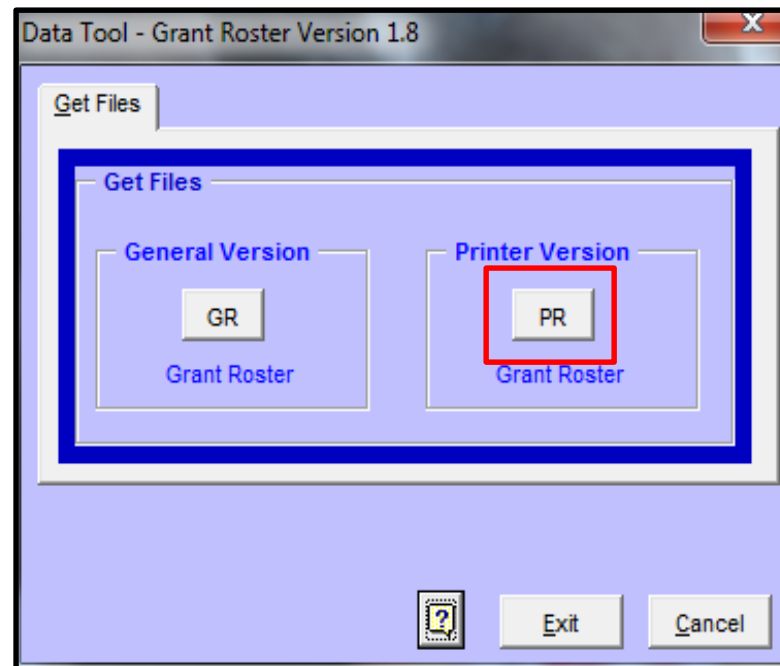 Data Tool - Grant Roster Version 1.8
X
Get Files
Get Files
General Version
Printer Version
GR
PR
Grant Roster
Grant Roster
?
Exit
Cancel